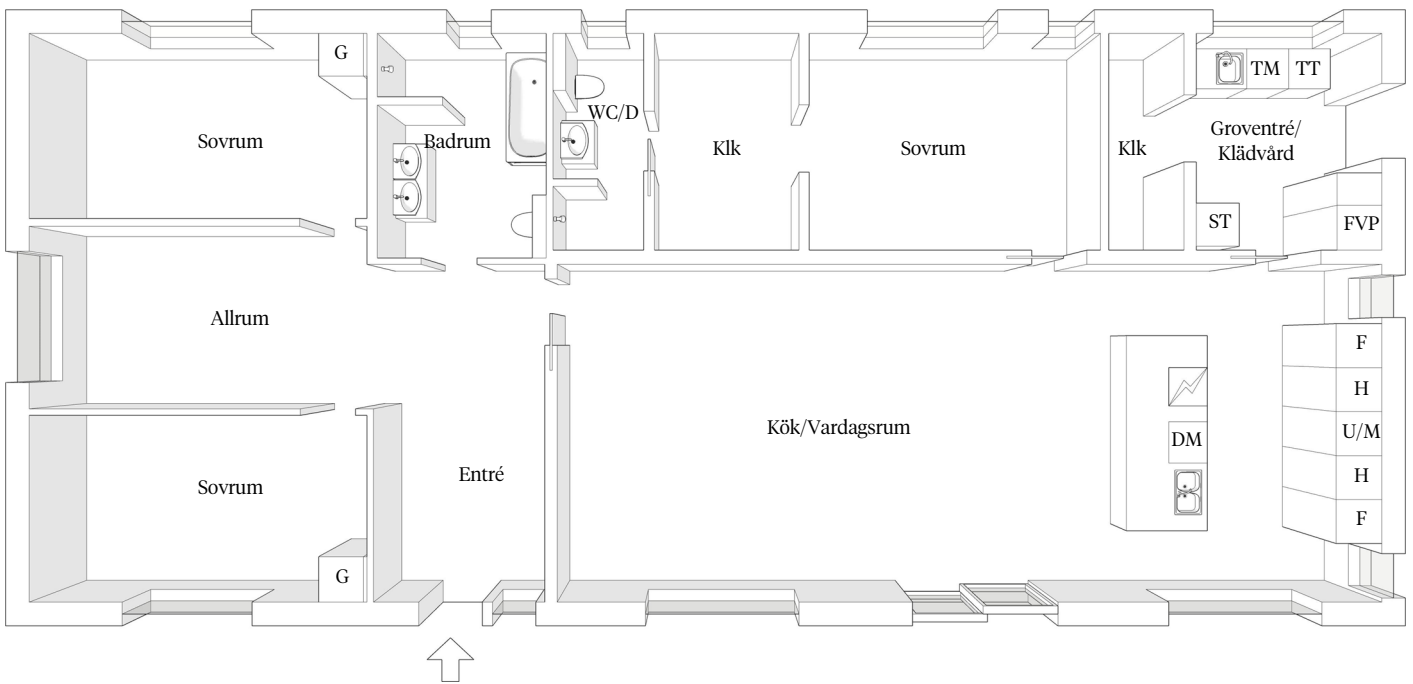 G
TM
TT
WC/D
Sovrum
Badrum
Klk
Sovrum
Klk
Groventré/
Klädvård
ST
FVP
Allrum
F
H
U/M
H
F
Kök/Vardagsrum
DM
Sovrum
Entré
G